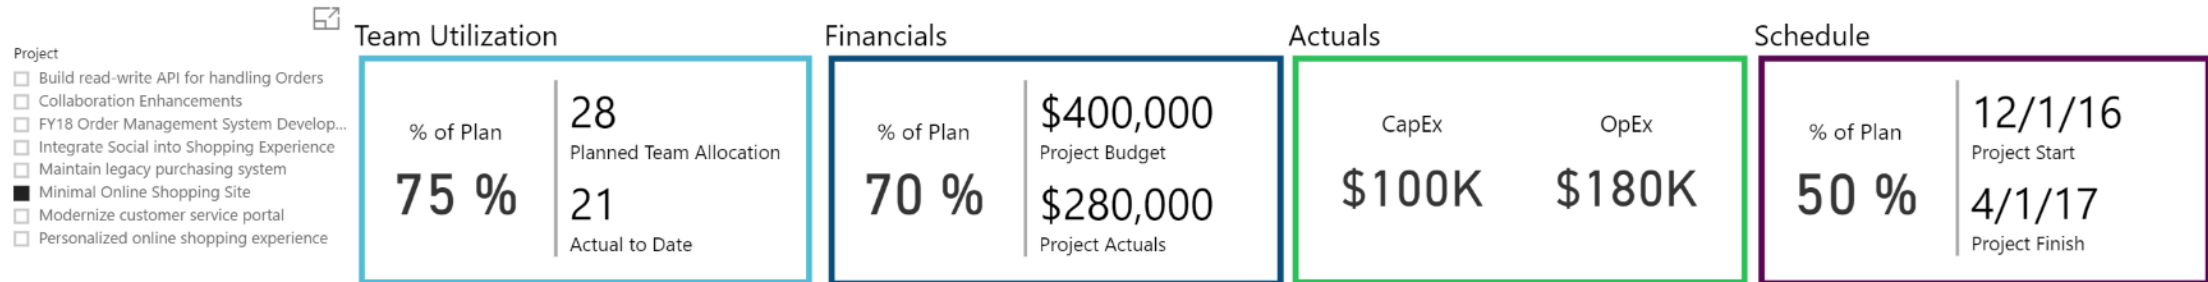 Project
Build read-write API for handling Orders
Collaboration Enhancements
FY18 Order Management System Develop...
Integrate Social into Shopping Experience
Maintain legacy purchasing system
Minimal Online Shopping Site
Modernize customer service portal
Personalized online shopping experience
Team Utilization
% of Plan
75 %
28
Planned Team Allocation
21
Actual to Date
Financials
% of Plan
70 %
$400,000
Project Budget
$280,000
Project Actuals
Actuals
CapEx
$100K
OpEx
$180K
Schedule
% of Plan
50 %
12/1/16
Project Start
4/1/17
Project Finish